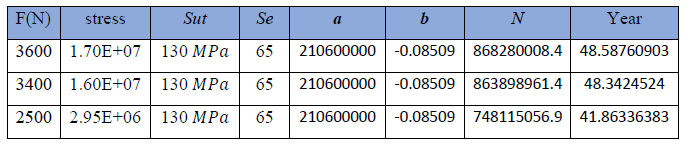 F(N) stress Sut Se a b N Year
3600 1.70E+07 130 MPa 65 210600000 -0.08509 868280008.4 48.58760903
3400 1.60E+07 130 MPa 65 210600000 -0.08509 863898961.4 48.3424524
2500 2.95E+06 130 MPa 65 210600000 -0.08509 748115056.9 41.86336383